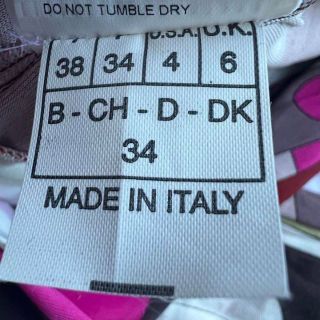 DO NOT TUMBLE DRY
U.S.A. U.K.
38 34 4 6
B - CH - D - DK
34
MADE IN ITALY